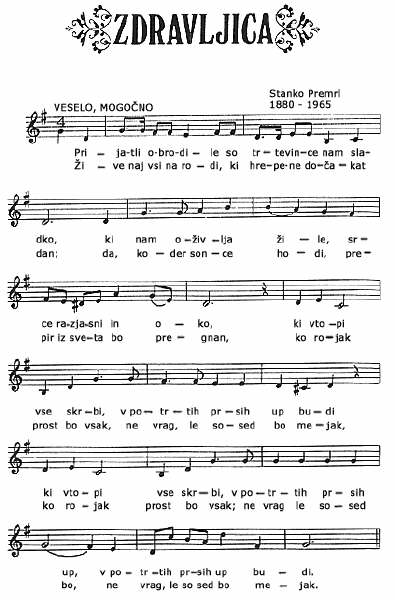 ZDRAVLJICA
Stanko Premrl
VESELO, MOGOČNO 1880 - 1965
4
Pri - ja-tli o-bro-di- le so tr-te vin-ce nam sla-
Ži - ve naj vsi na ro - di, ki hre-pe-ne do-ča-kat
dko, ki nam o-živ-lja ži - le, sr-
dan; da, ko-der son-ce ho - di, pre-
ce ra-zja-sni in o - ko, ki vto-pi
pir iz sve-ta bo pre - gnan, ko ro-jak
vse skr-bi, v po-tr-tih pr-sih up bu-di
prost bo vsak, ne vrag, le so-sed bo me-jak,
ki vto-pi vse skr-bi, v po-tr-tih pr-sih
ko ro-jak prost bo vsak; ne vrag le so-sed
up, v po - tr-tih pr-sih up bu - di.
bo, ne vrag, le so sed bo me - jak.